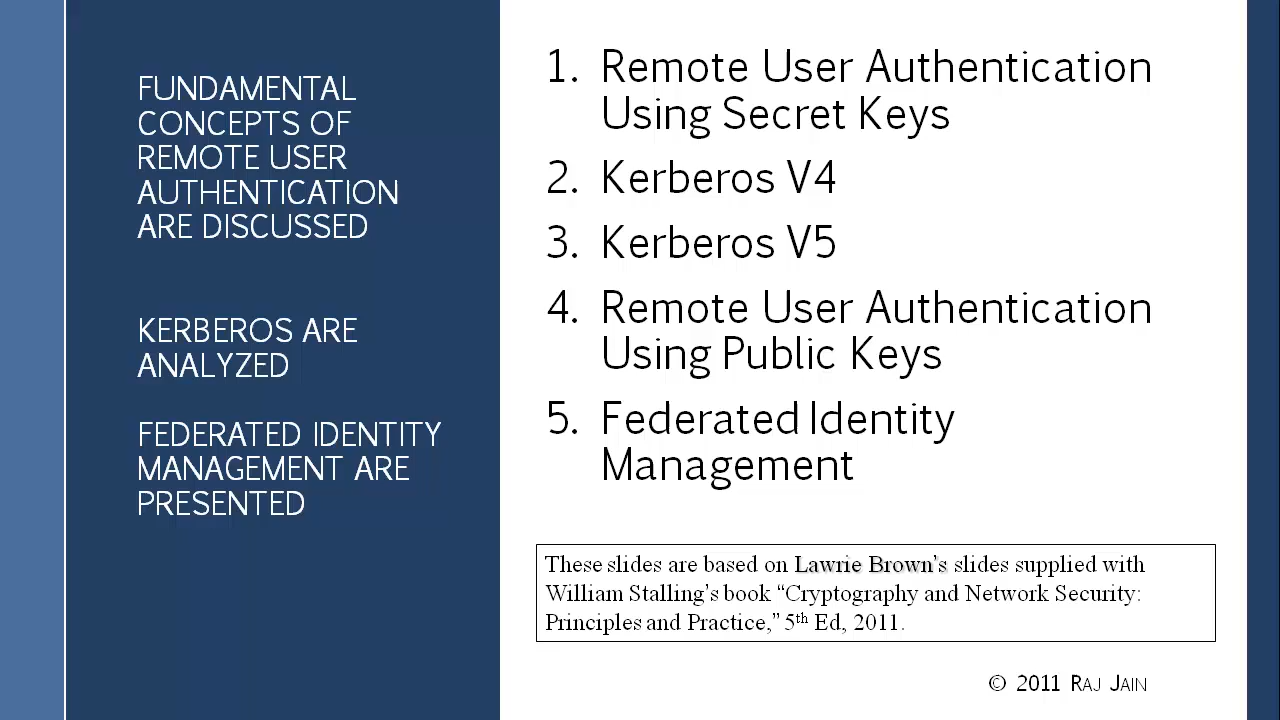 FUNDAMENTAL
CONCEPTS OF
REMOTE USER
AUTHENTICATION
ARE DISCUSSED
KERBEROS ARE
ANALYZED
FEDERATED IDENTITY
MANAGEMENT ARE
PRESENTED
1. Remote User Authentication
Using Secret Keys
2. Kerberos V4
3. Kerberos V5
4. Remote User Authentication
Using Public Keys
5. Federated Identity
Management
These slides are based on Lawrie Brown's slides supplied with
William Stalling's book “Cryptography and Network Security:
Principles and Practice,” 5th Ed, 2011.
© 2011 RAJ JAIN